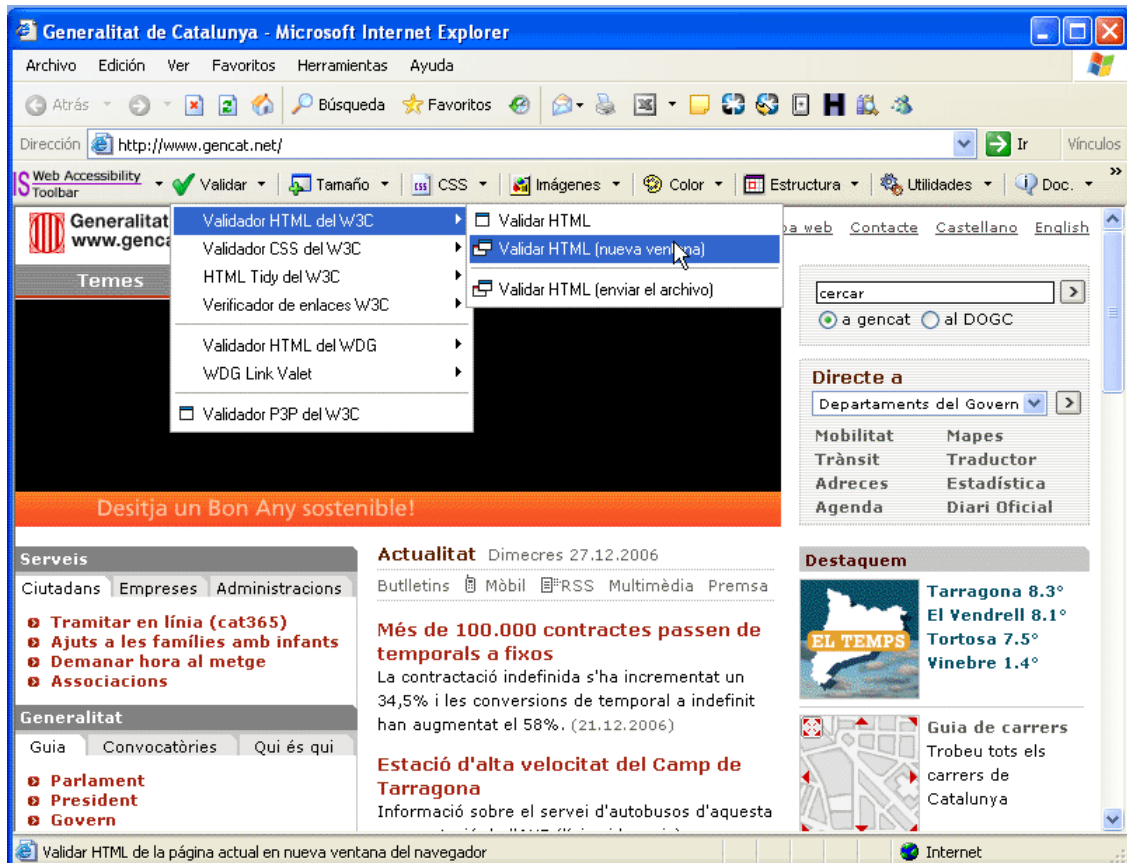 Generalitat de Catalunya - Microsoft Internet Explorer
Archivo Edición Ver Favoritos Herramientas Ayuda
Atrás Búsqueda Favoritos
Dirección http://www.gencat.net/ Ir Vínculos
IS Web Accessibility Toolbar Validar Tamaño CSS Imágenes Color Estructura Utilidades Doc. »
Generalitat
Validador HTML del W3C
Validador CSS del W3C
HTML Tidy del W3C
Verificador de enlaces W3C
Validador HTML del WDG
WDG Link Valet
Validador P3P del W3C
Validar HTML
Validar HTML (nueva ventana)
Validar HTML (enviar el archivo)
web Contacte Castellano English
Temes
cercar
a gencat al DOGC
Directe a
Departaments del Govern
Mobilitat Mapes
Trànsit Traductor
Adreces Estadística
Agenda Diari Oficial
Desitja un Bon Any sostenible!
Serveis
Ciutadans Empreses Administracions
Tramitar en línia (cat365)
Ajuts a les famílies amb infants
Demanar hora al metge
Associacions
Generalitat
Guia Convocatòries Qui és qui
Parlament
President
Govern
Actualitat Dimecres 27.12.2006
Butlletins Mòbil RSS Multimèdia Premsa
Més de 100.000 contractes passen de
temporals a fixos
La contractació indefinida s'ha incrementat un
34,5% i les conversions de temporal a indefinit
han augmentat el 58%. (21.12.2006)
Estació d'alta velocitat del Camp de
Tarragona
Informació sobre el servei d'autobusos d'aquesta
Destaquem
EL TEMPS
Tarragona 8.3°
El Vendrell 8.1°
Tortosa 7.5°
Vinebre 1.4°
Guia de carrers
Trobeu tots els
carrers de
Catalunya
Validar HTML de la página actual en nueva ventana del navegador
Internet